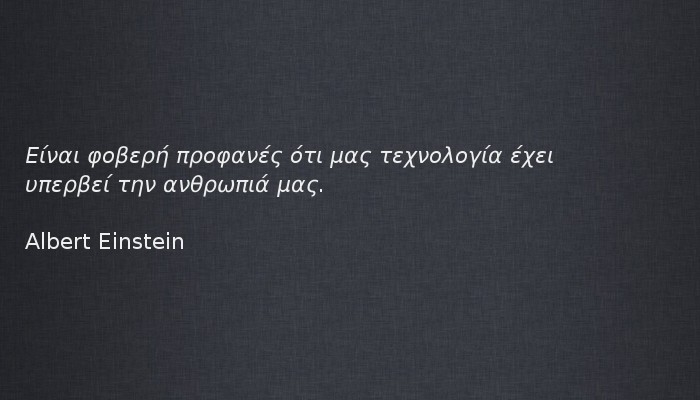 Είναι φοβερή προφανές ότι μας τεχνολογία έχει
υπερβεί την ανθρωπιά μας.
Albert Einstein